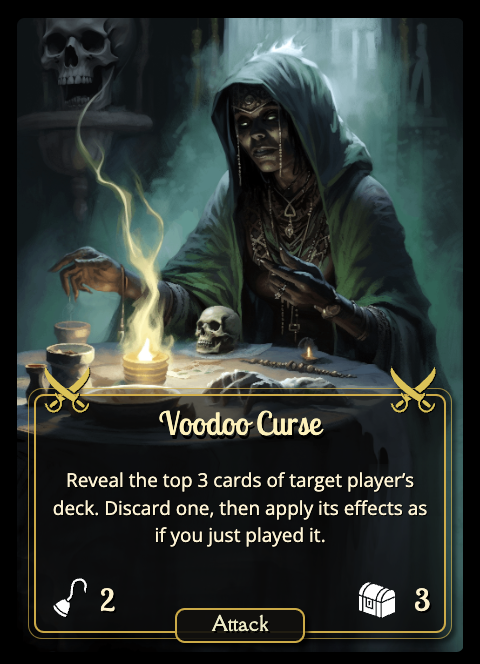 Voodoo Curse
Reveal the top 3 cards of target player's
deck. Discard one, then apply its effects as
if you just played it.
2
3
Attack